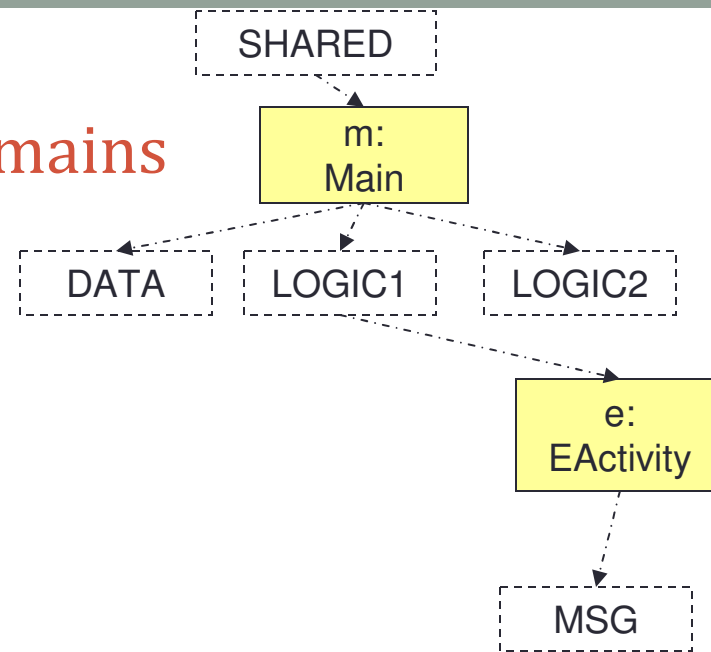 SHARED
mains
m:
Main
DATA
LOGIC1
LOGIC2
e:
EActivity
MSG